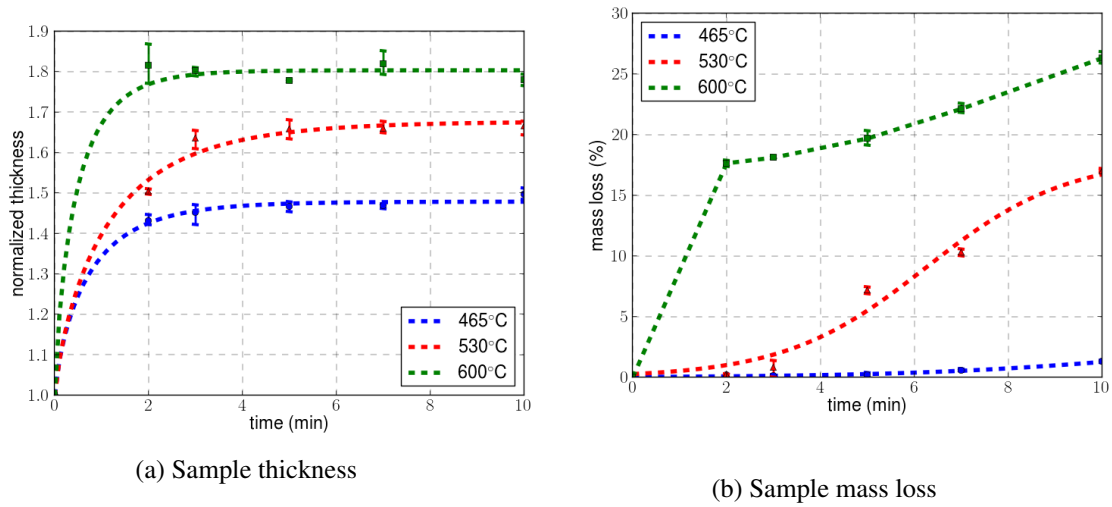 1.9
1.8
1.7
1.6
1.5
1.4
1.3
1.2
1.1
1.0
normalized thickness
465°C
530°C
600°C
0
2
4
6
8
10
time (min)
(a) Sample thickness
30
25
20
15
10
5
0
mass loss (%)
465°C
530°C
600°C
0
2
4
6
8
10
time (min)
(b) Sample mass loss